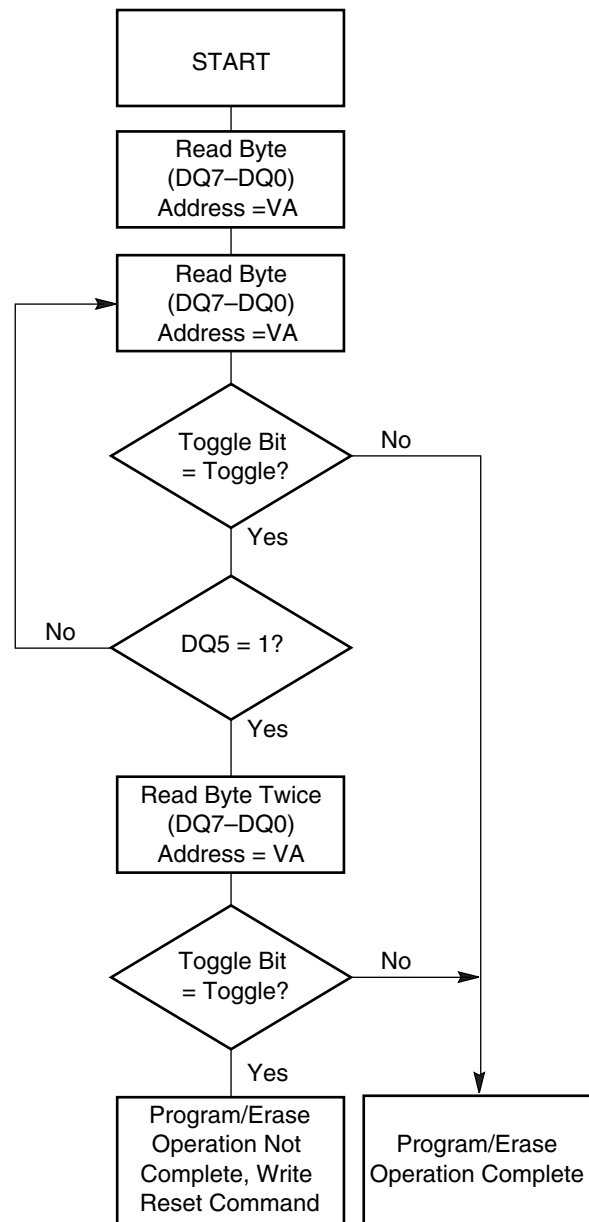 START
Read Byte
(DQ7–DQ0)
Address =VA
Read Byte
(DQ7–DQ0)
Address =VA
Toggle Bit
= Toggle?
No
Yes
No
DQ5 = 1?
Yes
Read Byte Twice
(DQ7–DQ0)
Address = VA
Toggle Bit
= Toggle?
No
Yes
Program/Erase
Operation Not
Complete, Write
Reset Command
Program/Erase
Operation Complete